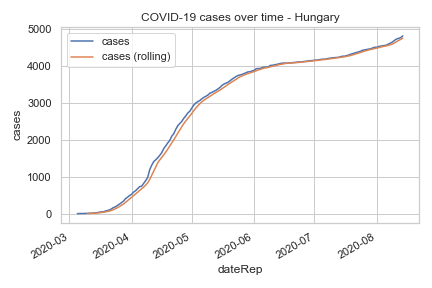 COVID-19 cases over time - Hungary
cases
cases (rolling)
5000
4000
3000
2000
1000
0
cases
2020-03
2020-04
2020-05
2020-06
2020-07
2020-08
dateRep